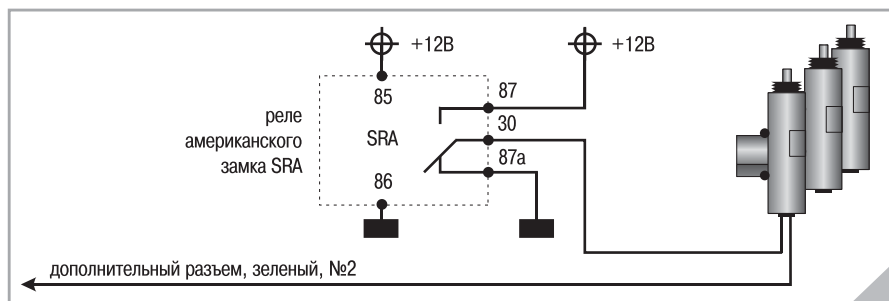 +12В
+12В
85
87
реле
американского
замка SRA
SRA
30
87а
86
дополнительный разъем, зеленый, №2